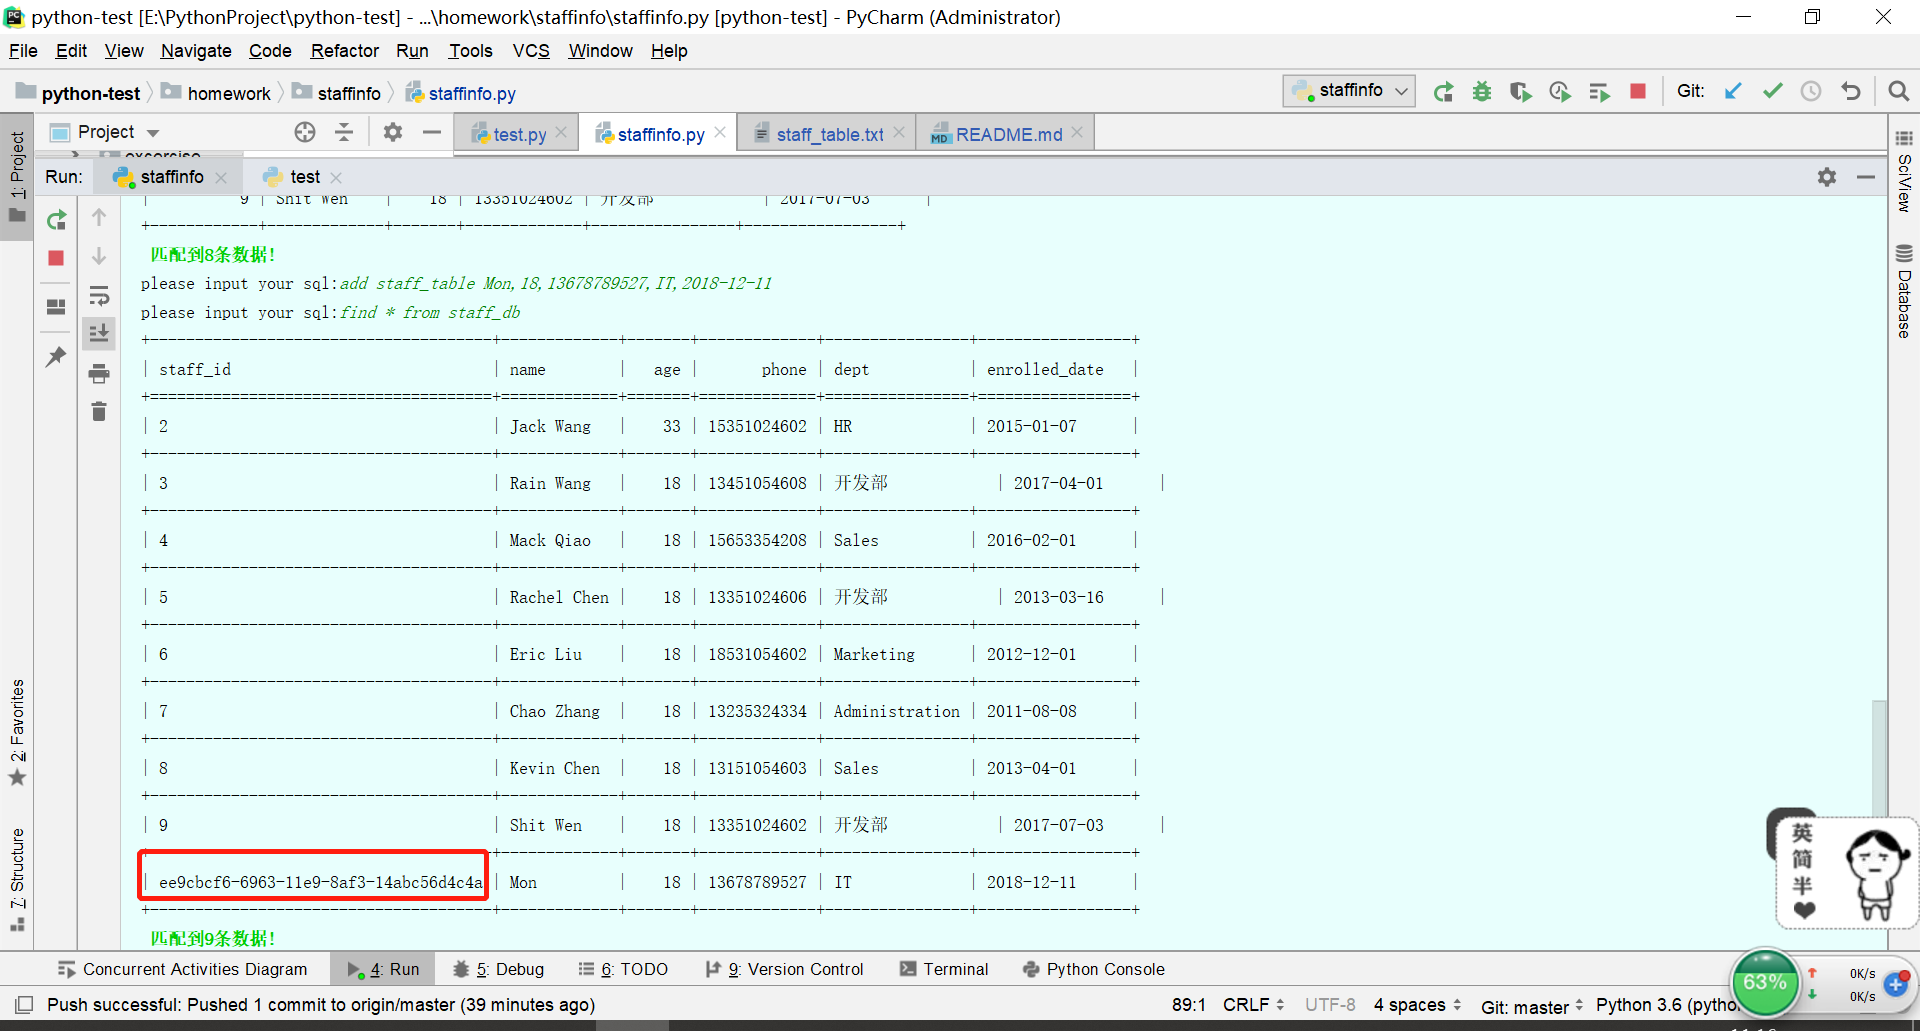 python-test [E:\PythonProject\python-test] - ...\homework\staffinfo\staffinfo.py [python-test] - PyCharm (Administrator)
File Edit View Navigate Code Refactor Run Tools VCS Window Help
python-test homework staffinfo staffinfo.py staffinfo Git:
1: Project
Project test.py staffinfo.py staff_table.txt README.md
excercise
Run: staffinfo test
SciView
Database
| 9 | Shit Wen | 18 | 13351024602 | 开发部 | 2017-07-03 |
匹配到8条数据!
please input your sql:add staff_table Mon,18,13678789527,IT,2018-12-11
please input your sql:find * from staff_db
| staff_id | name | age | phone | dept | enrolled_date |
| 2 | Jack Wang | 33 | 15351024602 | HR | 2015-01-07 |
| 3 | Rain Wang | 18 | 13451054608 | 开发部 | 2017-04-01 |
| 4 | Mack Qiao | 18 | 15653354208 | Sales | 2016-02-01 |
| 5 | Rachel Chen | 18 | 13351024606 | 开发部 | 2013-03-16 |
| 6 | Eric Liu | 18 | 18531054602 | Marketing | 2012-12-01 |
| 7 | Chao Zhang | 18 | 13235324334 | Administration | 2011-08-08 |
| 8 | Kevin Chen | 18 | 13151054603 | Sales | 2013-04-01 |
| 9 | Shit Wen | 18 | 13351024602 | 开发部 | 2017-07-03 |
| ee9cbcf6-6963-11e9-8af3-14abc56d4c4a | Mon | 18 | 13678789527 | IT | 2018-12-11 |
匹配到9条数据!
2: Favorites
7: Structure
英
简
半
Concurrent Activities Diagram 4: Run 5: Debug 6: TODO 9: Version Control Terminal Python Console
63% 0K/s
0K/s
Push successful: Pushed 1 commit to origin/master (39 minutes ago) 89:1 CRLF UTF-8 4 spaces Git: master Python 3.6 (pytho